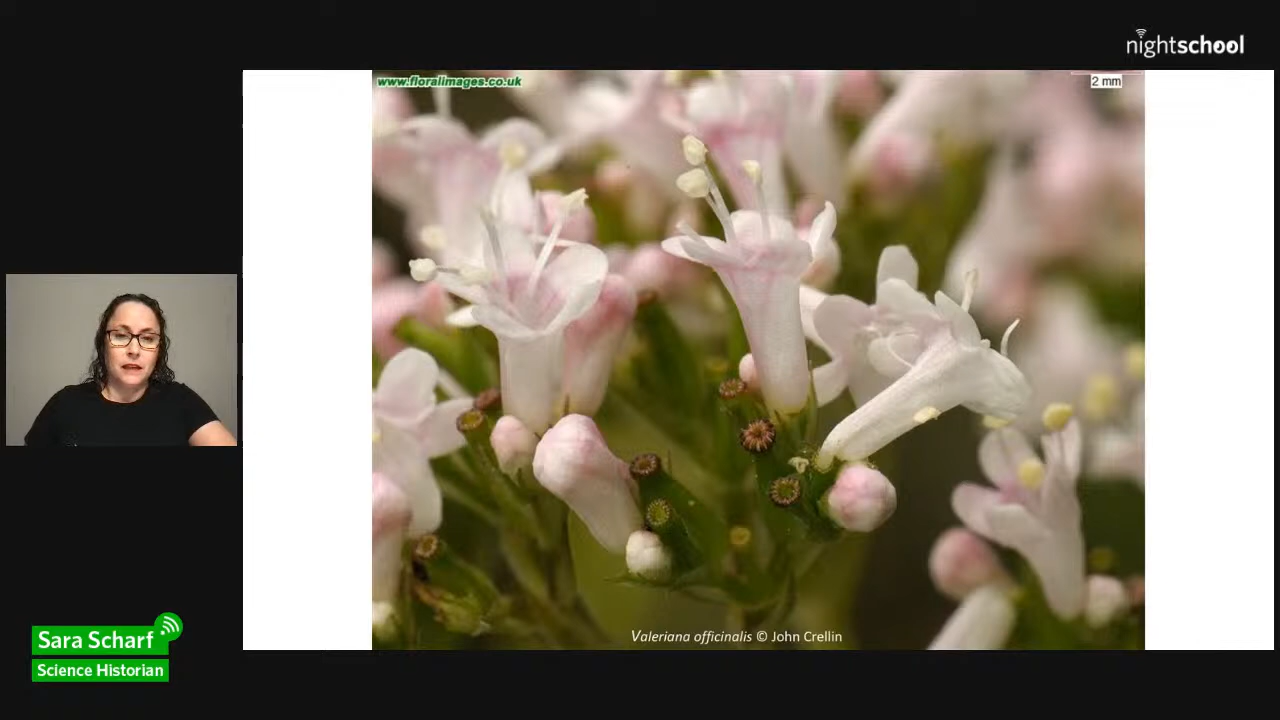 nightschool
www.floralimages.co.uk
2 mm
Valeriana officinalis © John Crellin
Sara Scharf
Science Historian